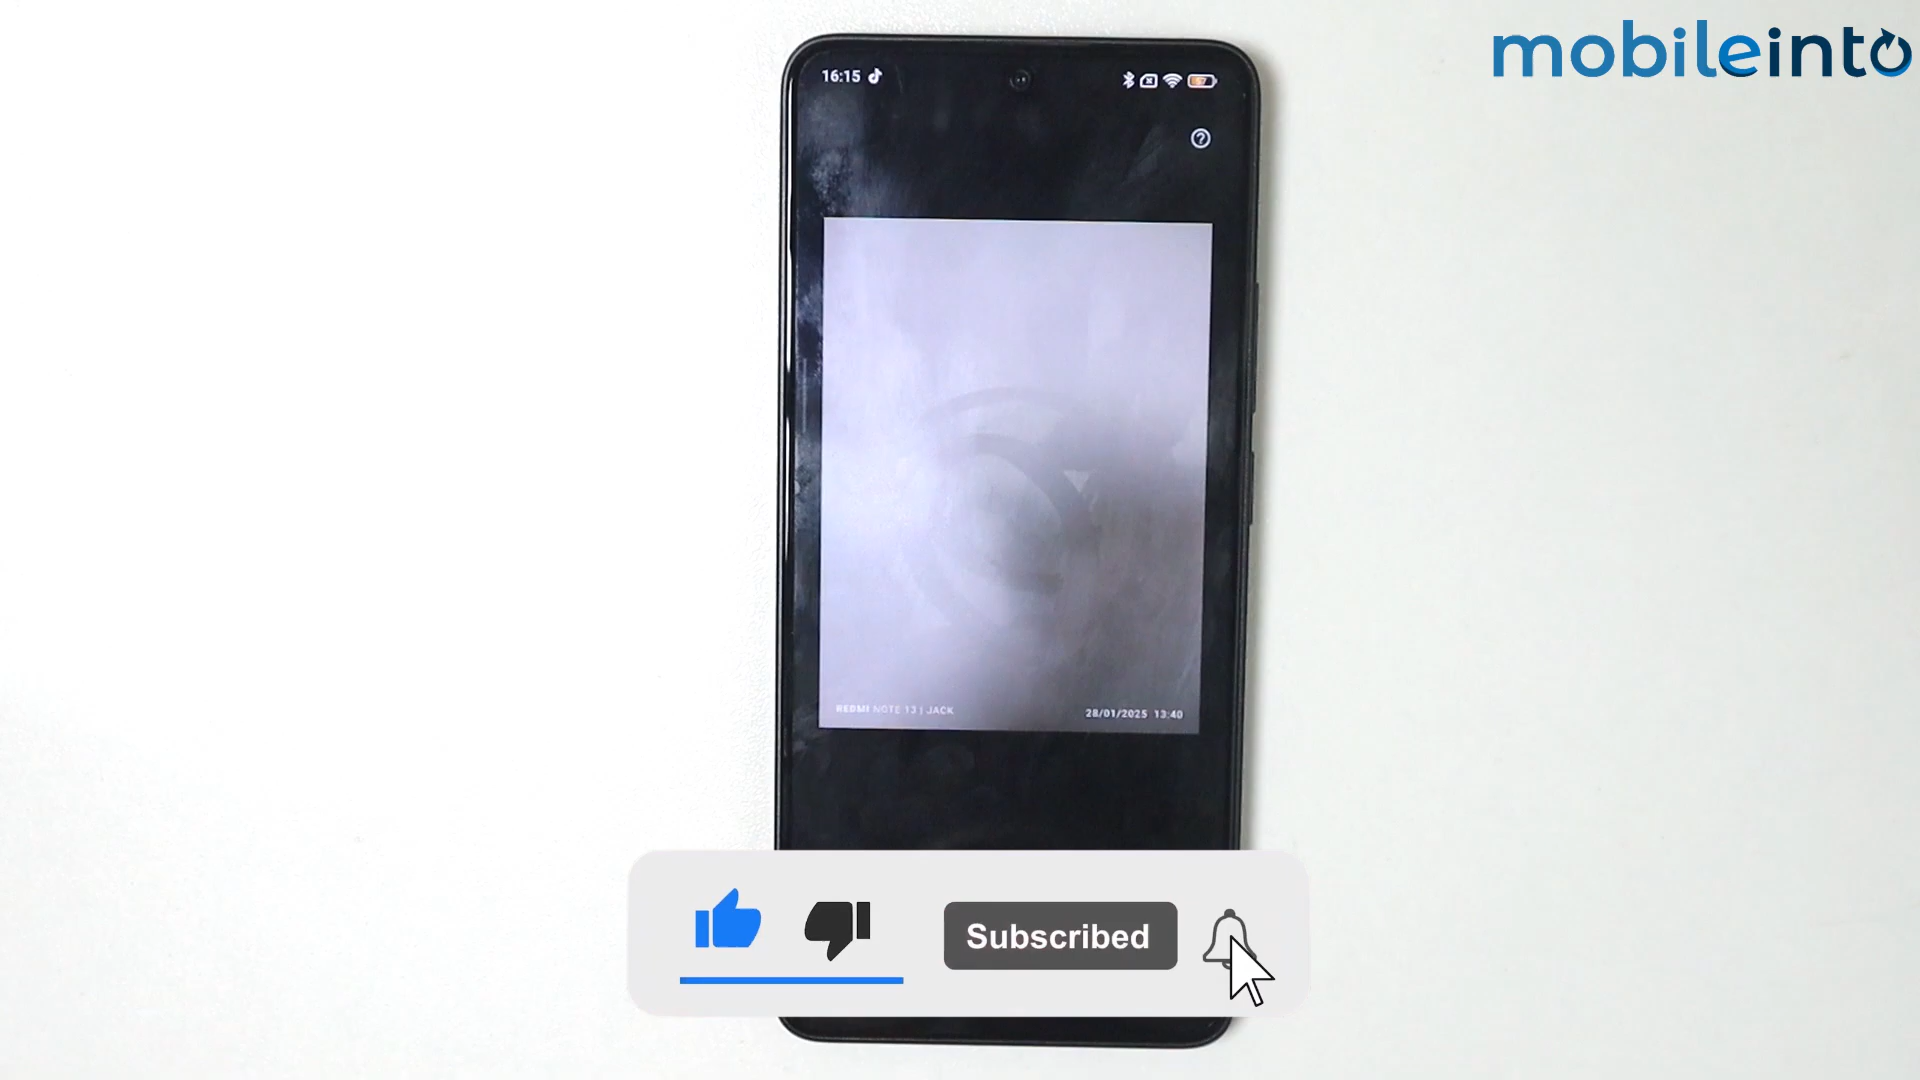 mobileinto
16:15
REDMI NOTE 13 | JACK
28/01/2025 13:40
Subscribed